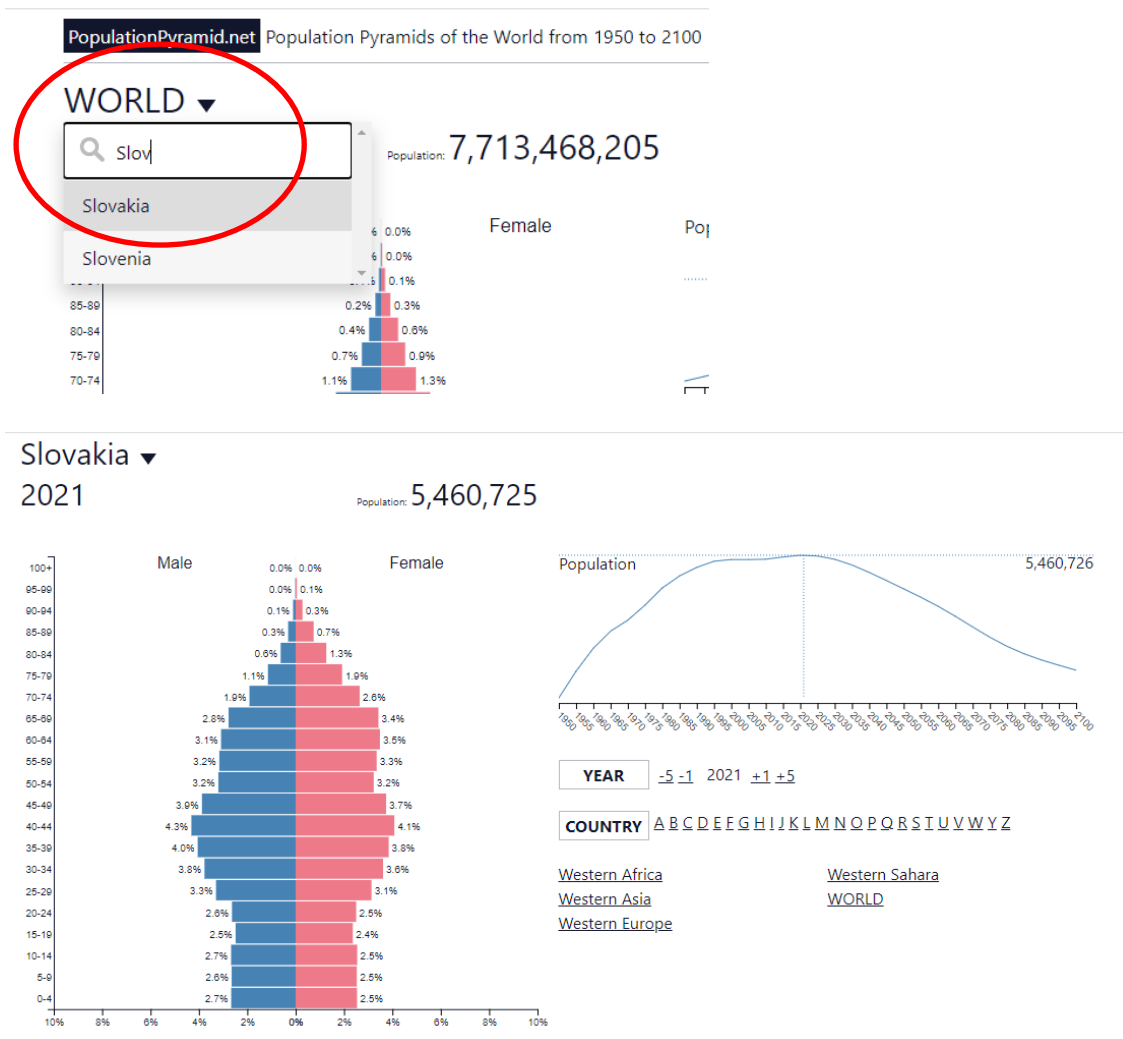 PopulationPyramid.net Population Pyramids of the World from 1950 to 2100
WORLD
Slov
Population: 7,713,468,205
Slovakia
Female
0.0%
Slovenia
0.0%
0.1%
85-89 0.2% 0.3%
80-84 0.4% 0.6%
75-79 0.7% 0.9%
70-74 1.1% 1.3%
Slovakia
2021 Population: 5,460,725
Male Female
100+ 0.0% 0.0%
95-99 0.0% 0.1%
90-94 0.1% 0.3%
85-89 0.3% 0.7%
80-84 0.6% 1.3%
75-79 1.1% 1.9%
70-74 1.9% 2.6%
65-69 2.8% 3.4%
60-64 3.1% 3.5%
55-59 3.2% 3.3%
50-54 3.2% 3.2%
45-49 3.9% 3.7%
40-44 4.3% 4.1%
35-39 4.0% 3.8%
30-34 3.8% 3.6%
25-29 3.3% 3.1%
20-24 2.6% 2.5%
15-19 2.5% 2.4%
10-14 2.7% 2.5%
5-9 2.6% 2.5%
0-4 2.7% 2.5%
10% 8% 6% 4% 2% 0% 2% 4% 6% 8% 10%
Population 5,460,726
1950 1955 1960 1965 1970 1975 1980 1985 1990 1995 2000 2005 2010 2015 2020 2025 2030 2035 2040 2045 2050 2055 2060 2065 2070 2075 2080 2085 2090 2095 2100
YEAR -5 -1 2021 +1 +5
COUNTRY A B C D E F G H I J K L M N O P Q R S T U V W Y Z
Western Africa Western Sahara
Western Asia WORLD
Western Europe